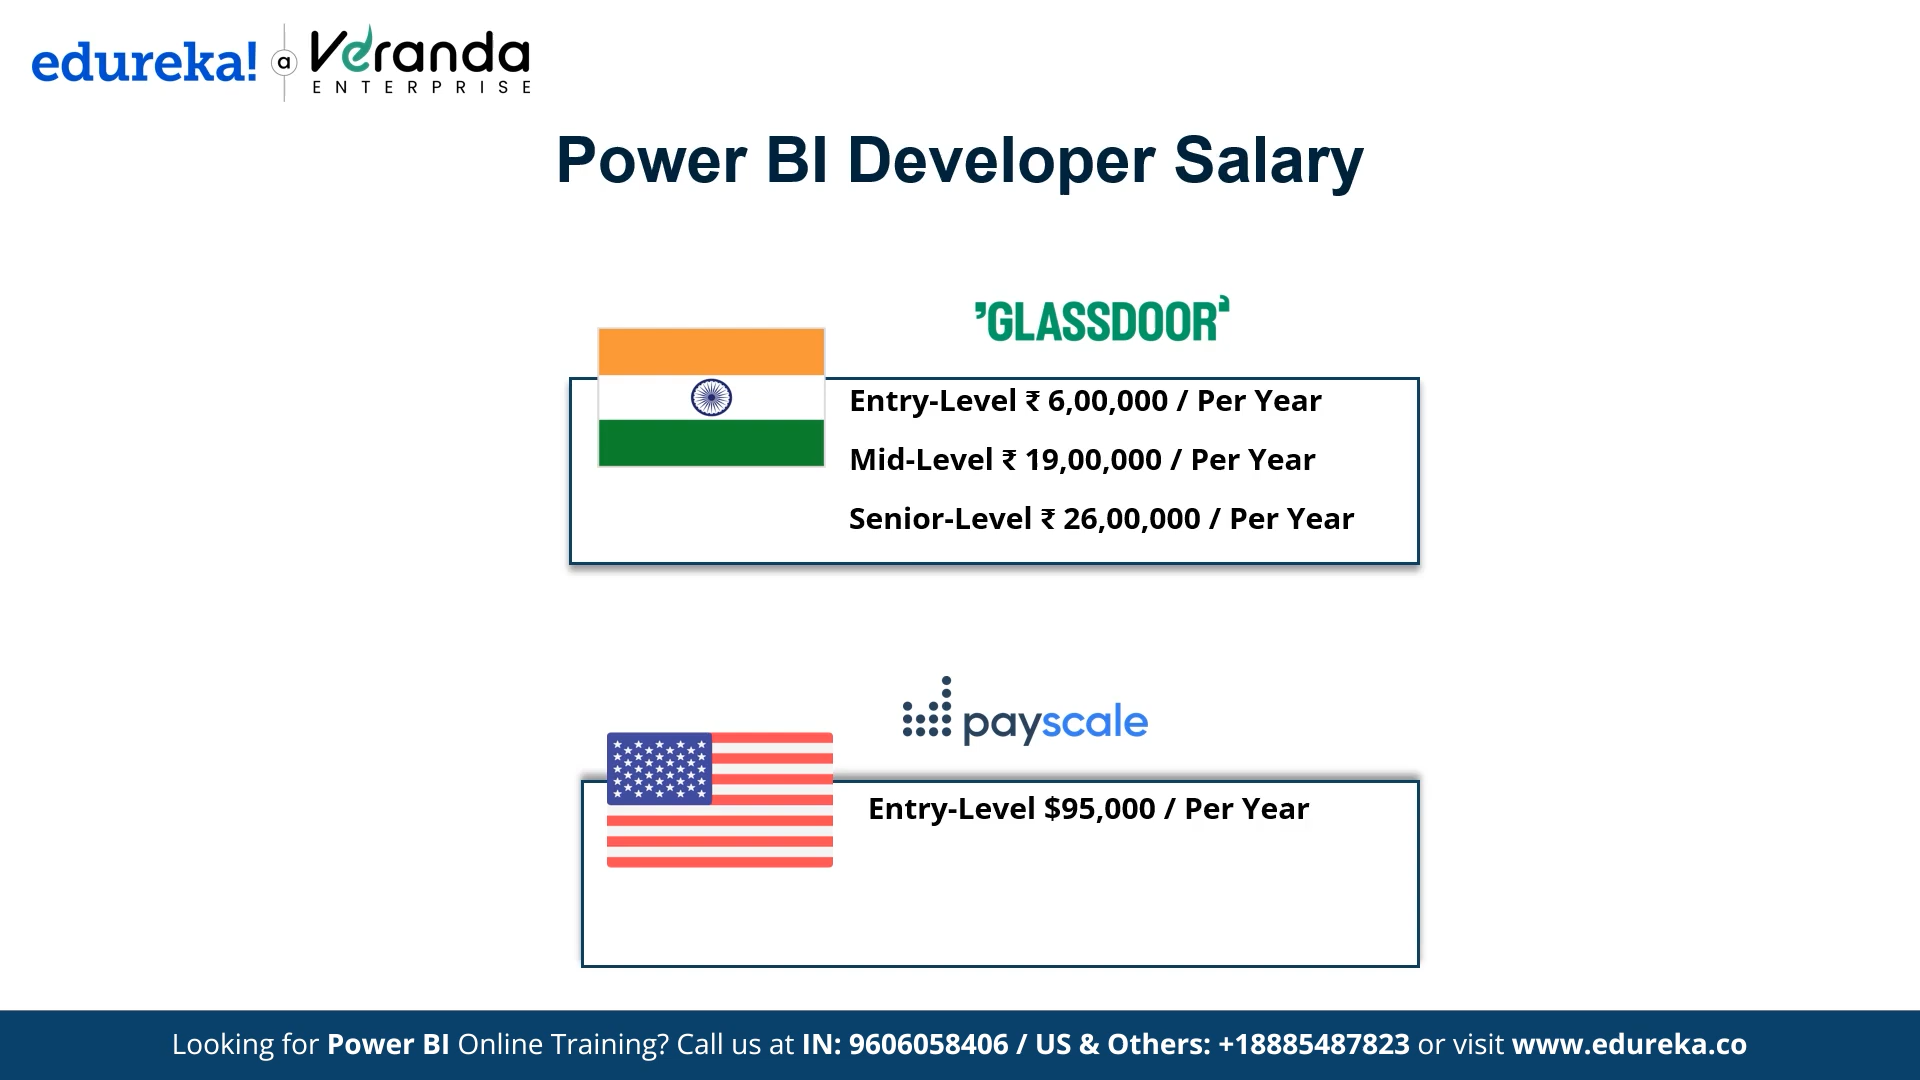 edureka! a Veranda
ENTERPRISE
Power BI Developer Salary
'GLASSDOOR'
Entry-Level ₹ 6,00,000 / Per Year
Mid-Level ₹ 19,00,000 / Per Year
Senior-Level ₹ 26,00,000 / Per Year
payscale
Entry-Level $95,000 / Per Year
Looking for Power BI Online Training? Call us at IN: 9606058406 / US & Others: +18885487823 or visit www.edureka.co